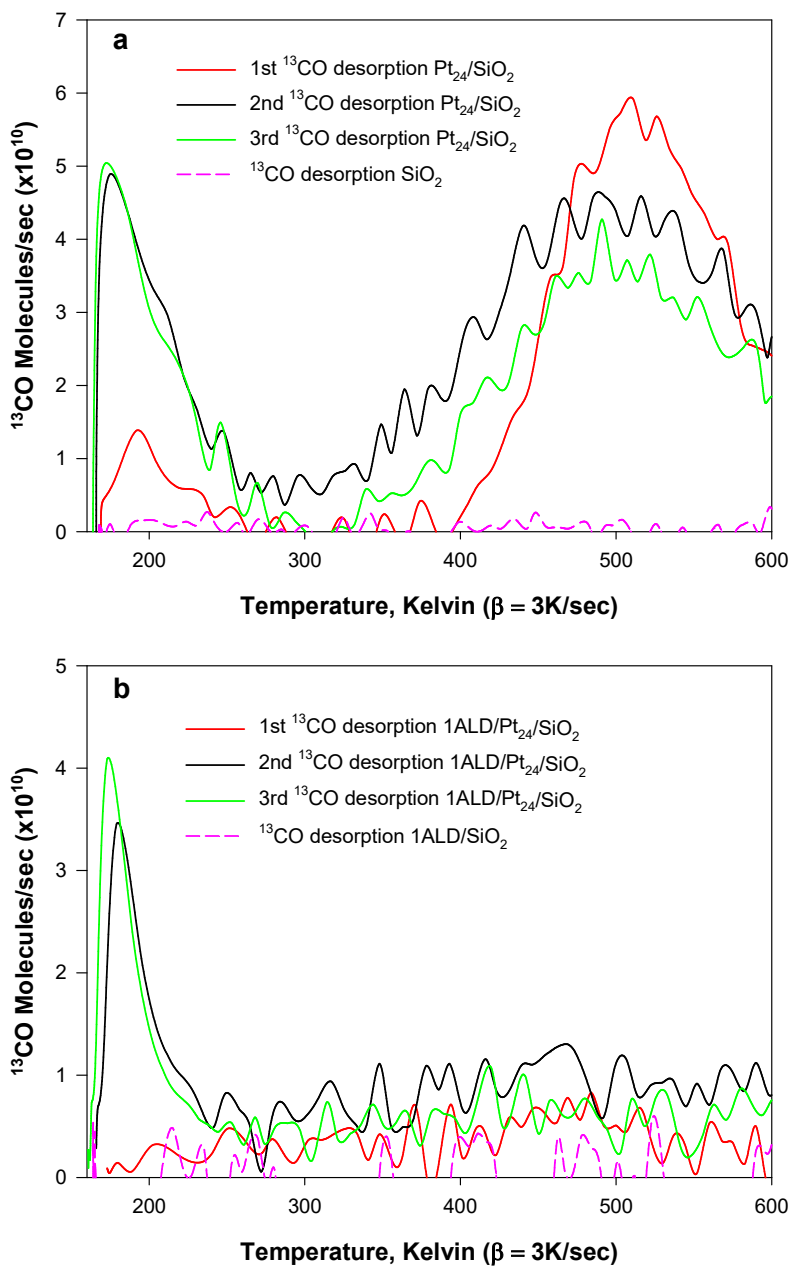 a
7
6
5
4
3
2
1
0
¹³CO Molecules/sec (x10¹⁰)
1st ¹³CO desorption Pt₂₄/SiO₂
2nd ¹³CO desorption Pt₂₄/SiO₂
3rd ¹³CO desorption Pt₂₄/SiO₂
¹³CO desorption SiO₂
200 300 400 500 600
Temperature, Kelvin (β = 3K/sec)
b
5
4
3
2
1
0
¹³CO Molecules/sec (x10¹⁰)
1st ¹³CO desorption 1ALD/Pt₂₄/SiO₂
2nd ¹³CO desorption 1ALD/Pt₂₄/SiO₂
3rd ¹³CO desorption 1ALD/Pt₂₄/SiO₂
¹³CO desorption 1ALD/SiO₂
200 300 400 500 600
Temperature, Kelvin (β = 3K/sec)